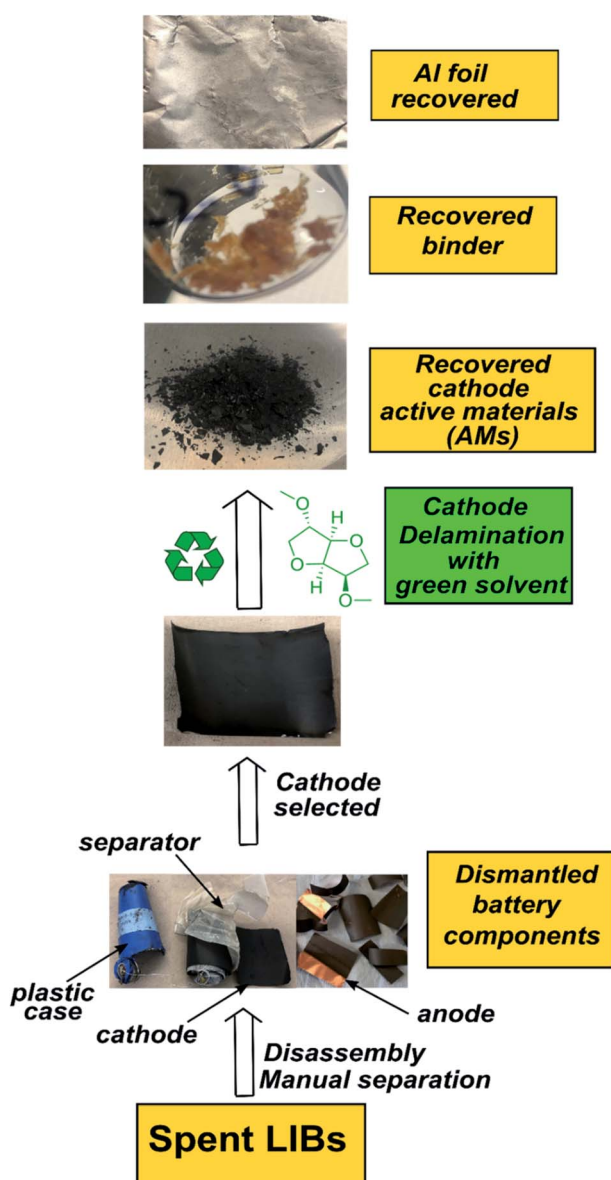 Al foil
recovered
Recovered
binder
Recovered
cathode
active materials
(AMs)
Cathode
Delamination
with
green solvent
O
H
O
O
H
O
Cathode
selected
separator
Dismantled
battery
components
plastic
case
cathode
anode
Disassembly
Manual separation
Spent LIBs